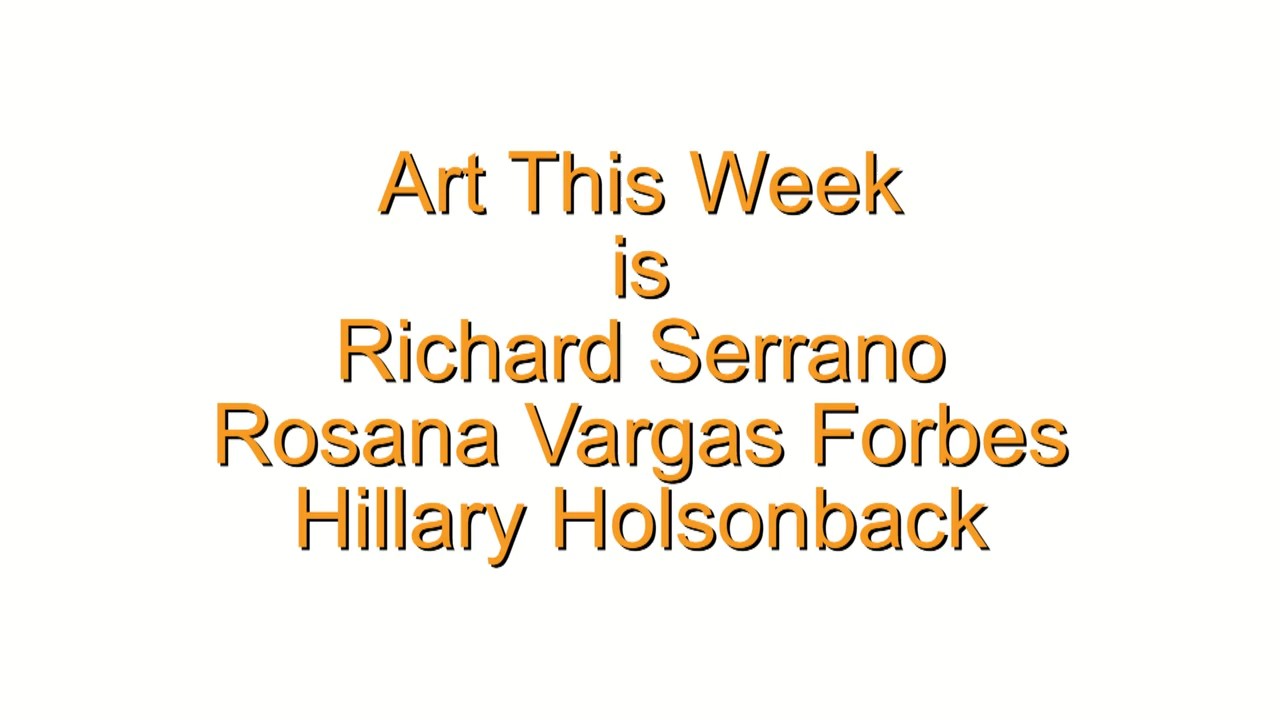 Art This Week
is
Richard Serrano
Rosana Vargas Forbes
Hillary Holsonback